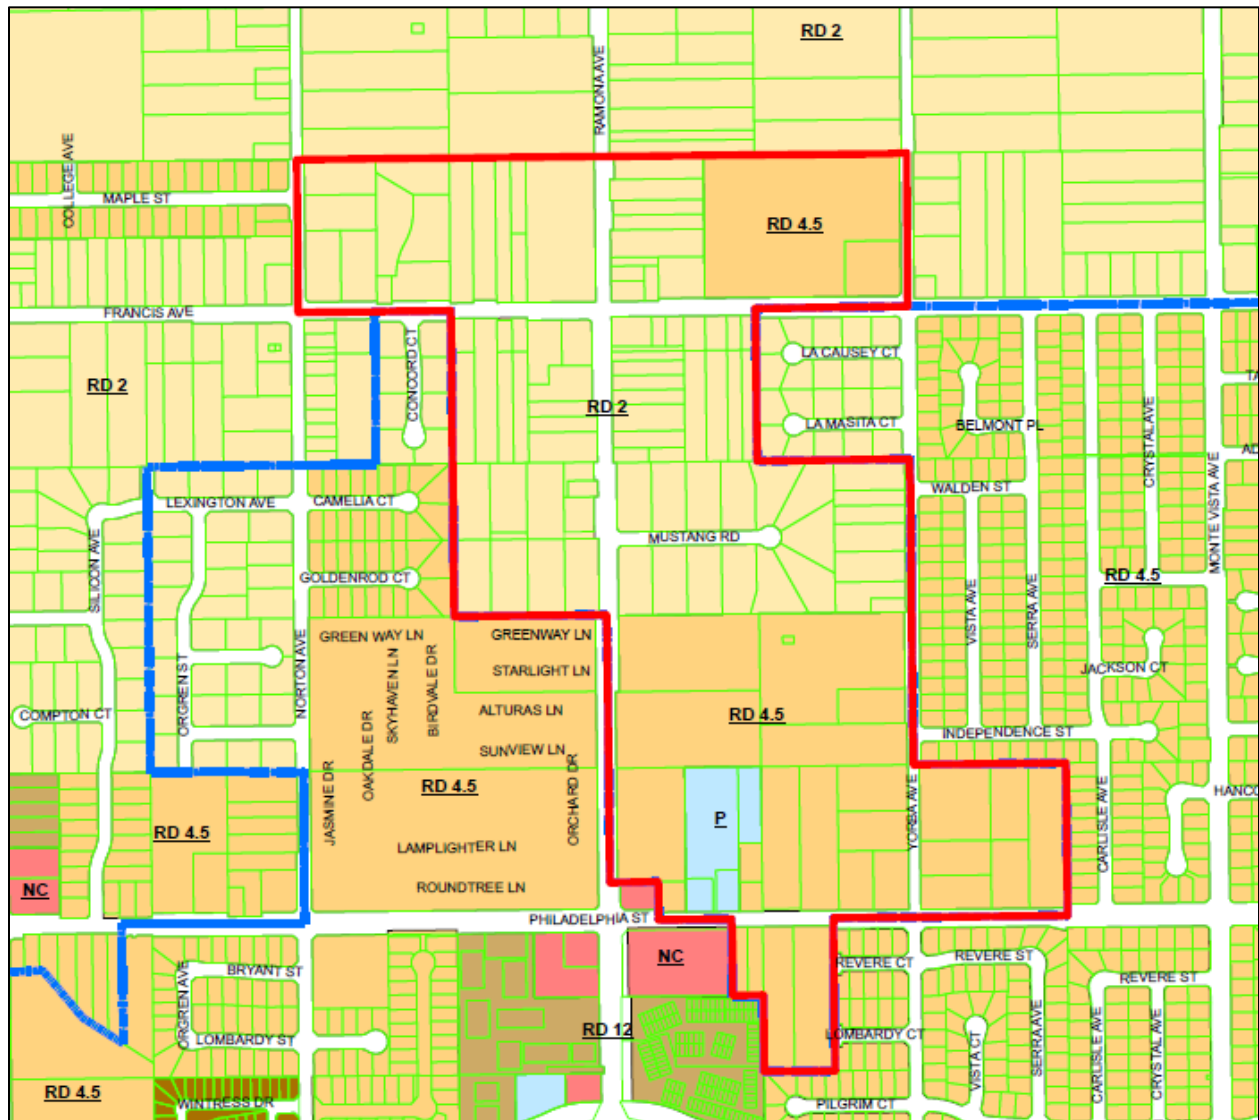 RD 2
RAMONA AVE
COLLEGE AVE
MAPLE ST
RD 4.5
FRANCIS AVE
CONCORD CT
LA CAUSEY CT
RD 2
RD 2
LA MASITA CT
BELMONT PL
CRYSTAL AVE
MONTE VISTA AVE
WALDEN ST
LEXINGTON AVE
CAMELIA CT
SILICON AVE
MUSTANG RD
GOLDENROD CT
RD 4.5
VISTA AVE
SERRA AVE
GREEN WAY LN
GREENWAY LN
SKYHAVEN LN
BIRDVALE DR
STARLIGHT LN
ORGREN ST
NORTON AVE
JACKSON CT
COMPTON CT
ALTURAS LN
RD 4.5
OAKDALE DR
SUNVIEW LN
INDEPENDENCE ST
JASMINE DR
RD 4.5
ORCHARD DR
YORBA AVE
CARLISLE AVE
HANCO
P
RD 4.5
LAMPLIGHTER LN
NC
ROUNDTREE LN
PHILADELPHIA ST
NC
REVERE CT
REVERE ST
REVERE ST
BRYANT ST
ORGREN AVE
RD 12
LOMBARDY ST
LOMBARDY CT
VISTA CT
SERRA AVE
CARLISLE AVE
CRYSTAL AVE
RD 4.5
WINTRESS DR
PILGRIM CT